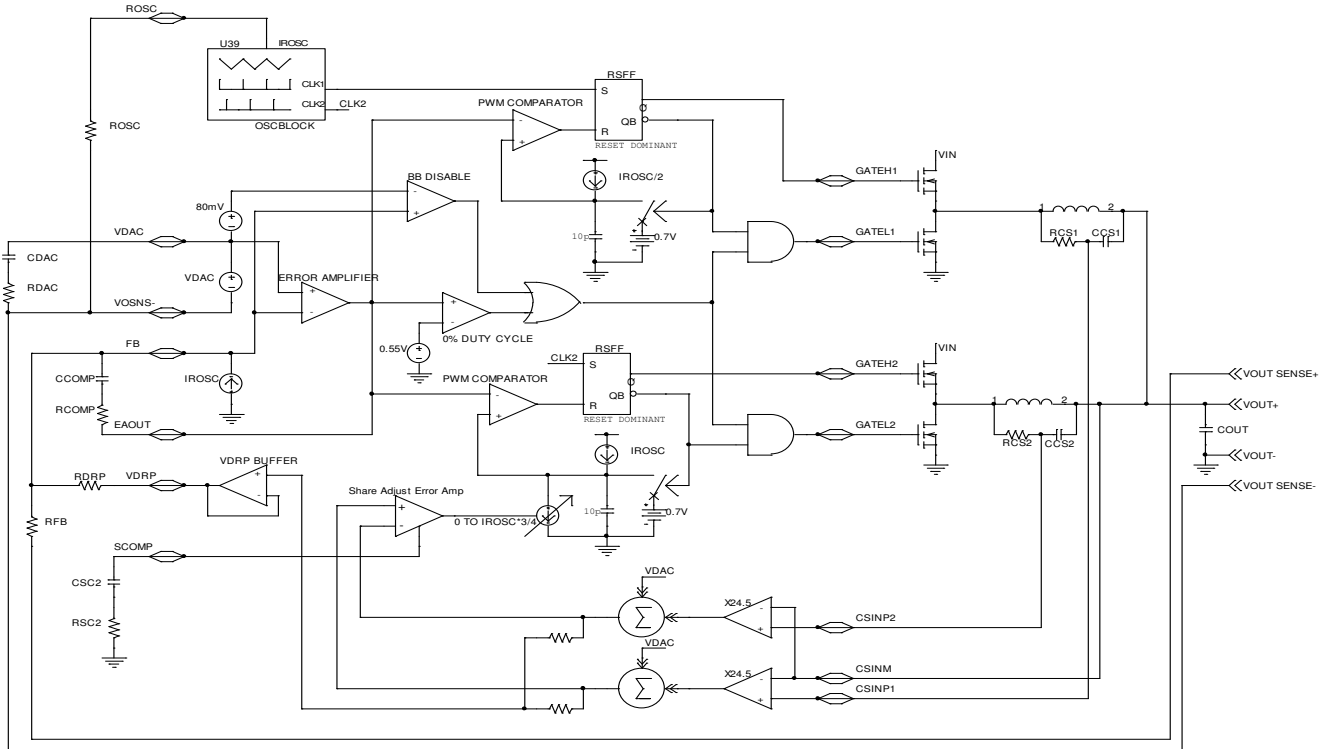 ROSC
U39
IROSC
CLK1
CLK2
CLK2
OSCBLOCK
ROSC
RSFF
S
QB
R
RESET DOMINANT
PWM COMPARATOR
-
+
IROSC/2
10p
0.7V
BB DISABLE
-
+
80mV
VDAC
CDAC
RDAC
VDAC
VOSNS-
ERROR AMPLIFIER
+
-
+
-
0% DUTY CYCLE
0.55V
FB
IROSC
CCOMP
RCOMP
EAOUT
VIN
GATEH1
GATEL1
1
2
RCS1
CCS1
CLK2
RSFF
S
QB
R
RESET DOMINANT
PWM COMPARATOR
-
+
IROSC
10p
0.7V
0 TO IROSC*3/4
VIN
GATEH2
GATEL2
1
2
RCS2
CCS2
VOUT SENSE+
VOUT+
COUT
VOUT-
VOUT SENSE-
RDRP
VDRP
VDRP BUFFER
+
-
RFB
Share Adjust Error Amp
+
-
SCOMP
CSC2
RSC2
VDAC
Σ
X24.5
-
+
CSINP2
VDAC
Σ
X24.5
-
+
CSINM
CSINP1